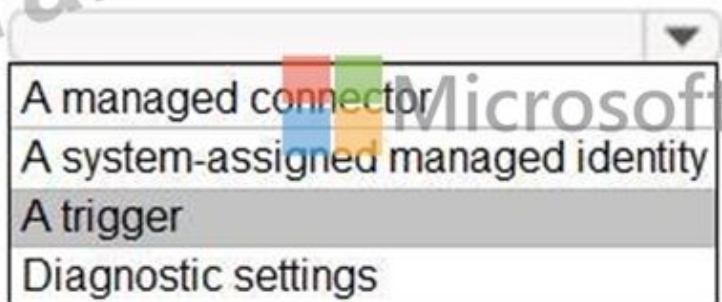 A managed connector
Microsoft
A system-assigned managed identity
A trigger
Diagnostic settings